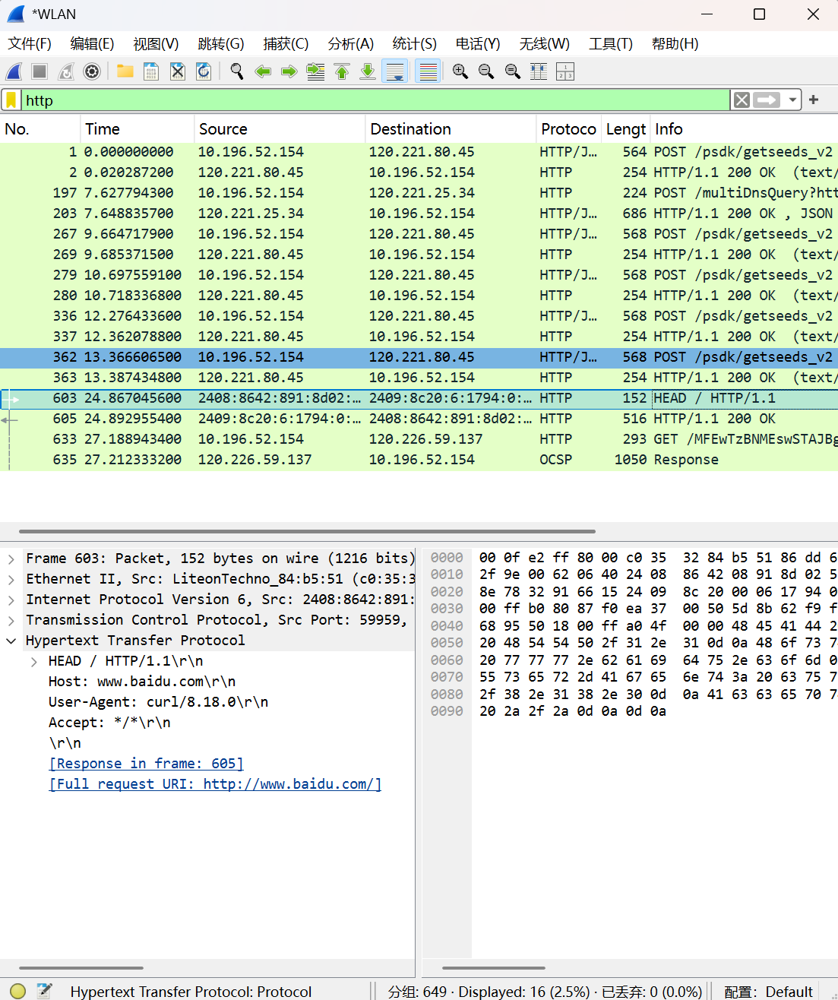 *WLAN
文件(F) 编辑(E) 视图(V) 跳转(G) 捕获(C) 分析(A) 统计(S) 电话(Y) 无线(W) 工具(T) 帮助(H)
http
No. Time Source Destination Protoco Lengt Info
1 0.000000000 10.196.52.154 120.221.80.45 HTTP/J… 564 POST /psdk/getseeds_v2
2 0.020287200 120.221.80.45 10.196.52.154 HTTP 254 HTTP/1.1 200 OK (text/
197 7.627794300 10.196.52.154 120.221.25.34 HTTP 224 POST /multiDnsQuery?htt
203 7.648835700 120.221.25.34 10.196.52.154 HTTP/J… 686 HTTP/1.1 200 OK , JSON
267 9.664717900 10.196.52.154 120.221.80.45 HTTP/J… 568 POST /psdk/getseeds_v2
269 9.685371500 120.221.80.45 10.196.52.154 HTTP 254 HTTP/1.1 200 OK (text/
279 10.697559100 10.196.52.154 120.221.80.45 HTTP/J… 568 POST /psdk/getseeds_v2
280 10.718336800 120.221.80.45 10.196.52.154 HTTP 254 HTTP/1.1 200 OK (text/
336 12.276433600 10.196.52.154 120.221.80.45 HTTP/J… 568 POST /psdk/getseeds_v2
337 12.362078800 120.221.80.45 10.196.52.154 HTTP 254 HTTP/1.1 200 OK (text/
362 13.366606500 10.196.52.154 120.221.80.45 HTTP/J… 568 POST /psdk/getseeds_v2
363 13.387434800 120.221.80.45 10.196.52.154 HTTP 254 HTTP/1.1 200 OK (text/
603 24.867045600 2408:8642:891:8d02:… 2409:8c20:6:1794:0:… HTTP 152 HEAD / HTTP/1.1
605 24.892955400 2409:8c20:6:1794:0:… 2408:8642:891:8d02:… HTTP 516 HTTP/1.1 200 OK
633 27.188943400 10.196.52.154 120.226.59.137 HTTP 293 GET /MFEwTzBNMEswSTAJBg
635 27.212333200 120.226.59.137 10.196.52.154 OCSP 1050 Response
Frame 603: Packet, 152 bytes on wire (1216 bits)
Ethernet II, Src: LiteonTechno_84:b5:51 (c0:35:3
Internet Protocol Version 6, Src: 2408:8642:891:
Transmission Control Protocol, Src Port: 59959,
Hypertext Transfer Protocol
HEAD / HTTP/1.1\r\n
Host: www.baidu.com\r\n
User-Agent: curl/8.18.0\r\n
Accept: */*\r\n
\r\n
[Response in frame: 605]
[Full request URI: http://www.baidu.com/]
0000 00 0f e2 ff 80 00 c0 35 32 84 b5 51 86 dd 6
0010 2f 9e 00 62 06 40 24 08 86 42 08 91 8d 02 5
0020 8e 78 32 91 66 15 24 09 8c 20 00 06 17 94 0
0030 00 ff b0 80 87 f0 ea 37 00 50 5d 8b 62 f9 f
0040 68 95 50 18 00 ff a0 4f 00 00 48 45 41 44 2
0050 20 48 54 54 50 2f 31 2e 31 0d 0a 48 6f 73 7
0060 20 77 77 77 2e 62 61 69 64 75 2e 63 6f 6d 0
0070 55 73 65 72 2d 41 67 65 6e 74 3a 20 63 75 7
0080 2f 38 2e 31 38 2e 30 0d 0a 41 63 63 65 70 7
0090 20 2a 2f 2a 0d 0a 0d 0a
Hypertext Transfer Protocol: Protocol 分组: 649 · Displayed: 16 (2.5%) · 已丢弃: 0 (0.0%) 配置: Default